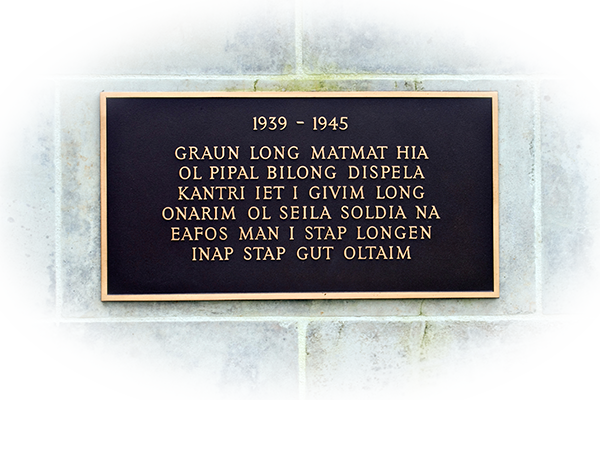 1939 - 1945
GRAUN LONG MATMAT HIA
OL PIPAL BILONG DISPELA
KANTRI IET I GIVIM LONG
ONARIM OL SEILA SOLDIA NA
EAFOS MAN I STAP LONGEN
INAP STAP GUT OLTAIM